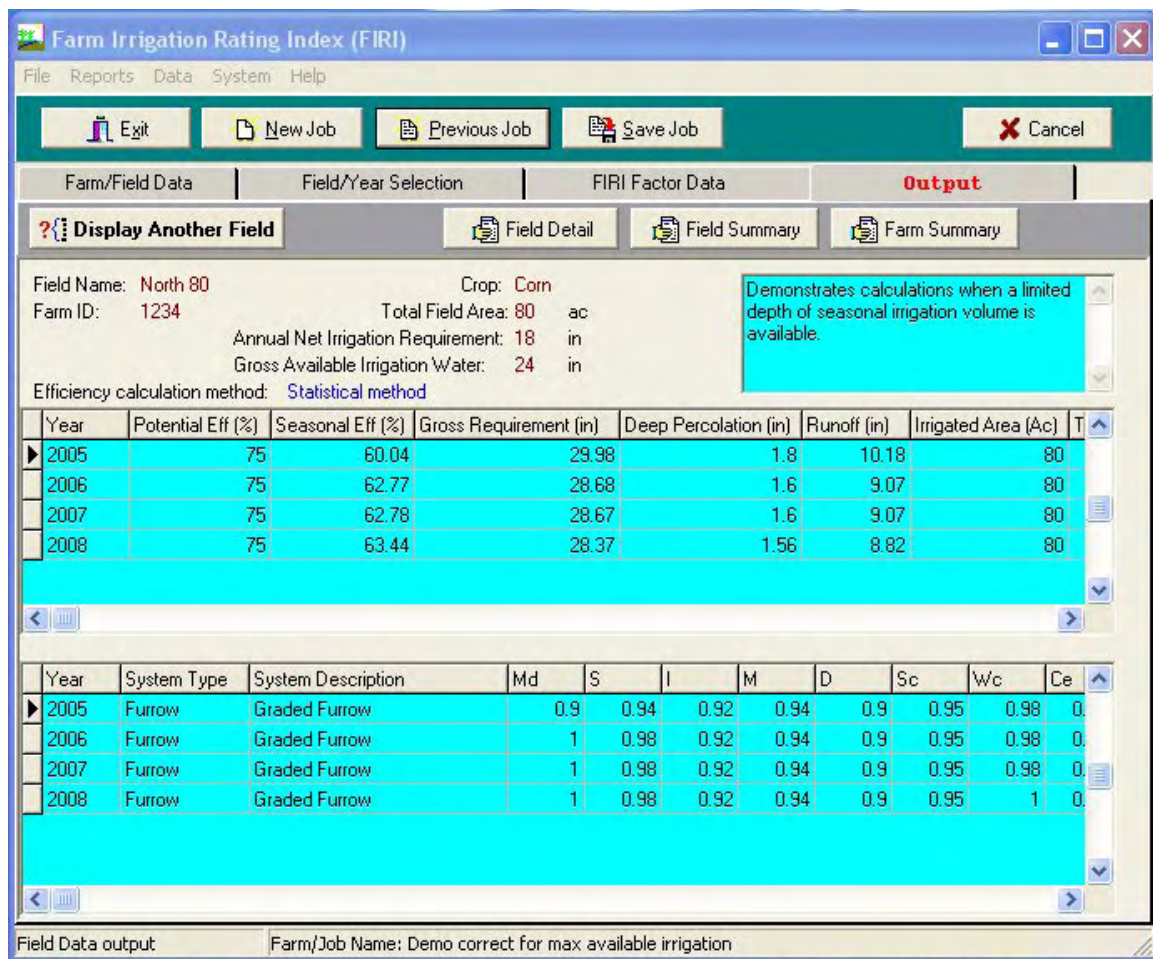 Farm Irrigation Rating Index (FIRI)
File Reports Data System Help
Exit New Job Previous Job Save Job Cancel
Farm/Field Data Field/Year Selection FIRI Factor Data Output
?{ Display Another Field Field Detail Field Summary Farm Summary
Field Name: North 80 Crop: Corn
Farm ID: 1234 Total Field Area: 80 ac
Annual Net Irrigation Requirement: 18 in
Gross Available Irrigation Water: 24 in
Efficiency calculation method: Statistical method
Demonstrates calculations when a limited
depth of seasonal irrigation volume is
available.
Year Potential Eff (%) Seasonal Eff (%) Gross Requirement (in) Deep Percolation (in) Runoff (in) Irrigated Area (Ac) T
2005 75 60.04 29.98 1.8 10.18 80
2006 75 62.77 28.68 1.6 9.07 80
2007 75 62.78 28.67 1.6 9.07 80
2008 75 63.44 28.37 1.56 8.82 80
Year System Type System Description Md S I M D Sc Wc Ce
2005 Furrow Graded Furrow 0.9 0.94 0.92 0.94 0.9 0.95 0.98 0.
2006 Furrow Graded Furrow 1 0.98 0.92 0.94 0.9 0.95 0.98 0.
2007 Furrow Graded Furrow 1 0.98 0.92 0.94 0.9 0.95 0.98 0.
2008 Furrow Graded Furrow 1 0.98 0.92 0.94 0.9 0.95 1 0.
Field Data output Farm/Job Name: Demo correct for max available irrigation